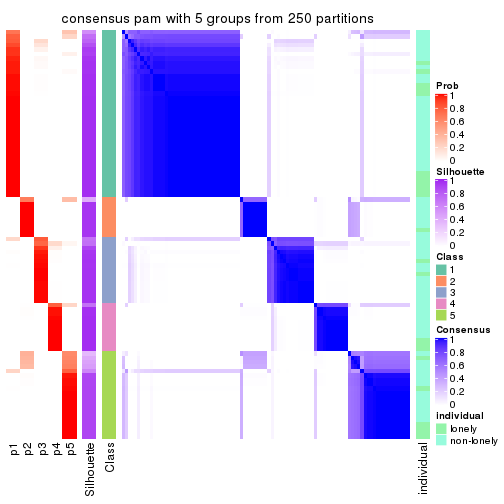 consensus pam with 5 groups from 250 partitions
Prob
1
0.8
0.6
0.4
0.2
0
Silhouette
1
0.8
0.6
0.4
0.2
0
Class
1
2
3
4
5
Consensus
1
0.8
0.6
0.4
0.2
0
individual
lonely
non-lonely
p1
p2
p3
p4
p5
Silhouette
Class
individual